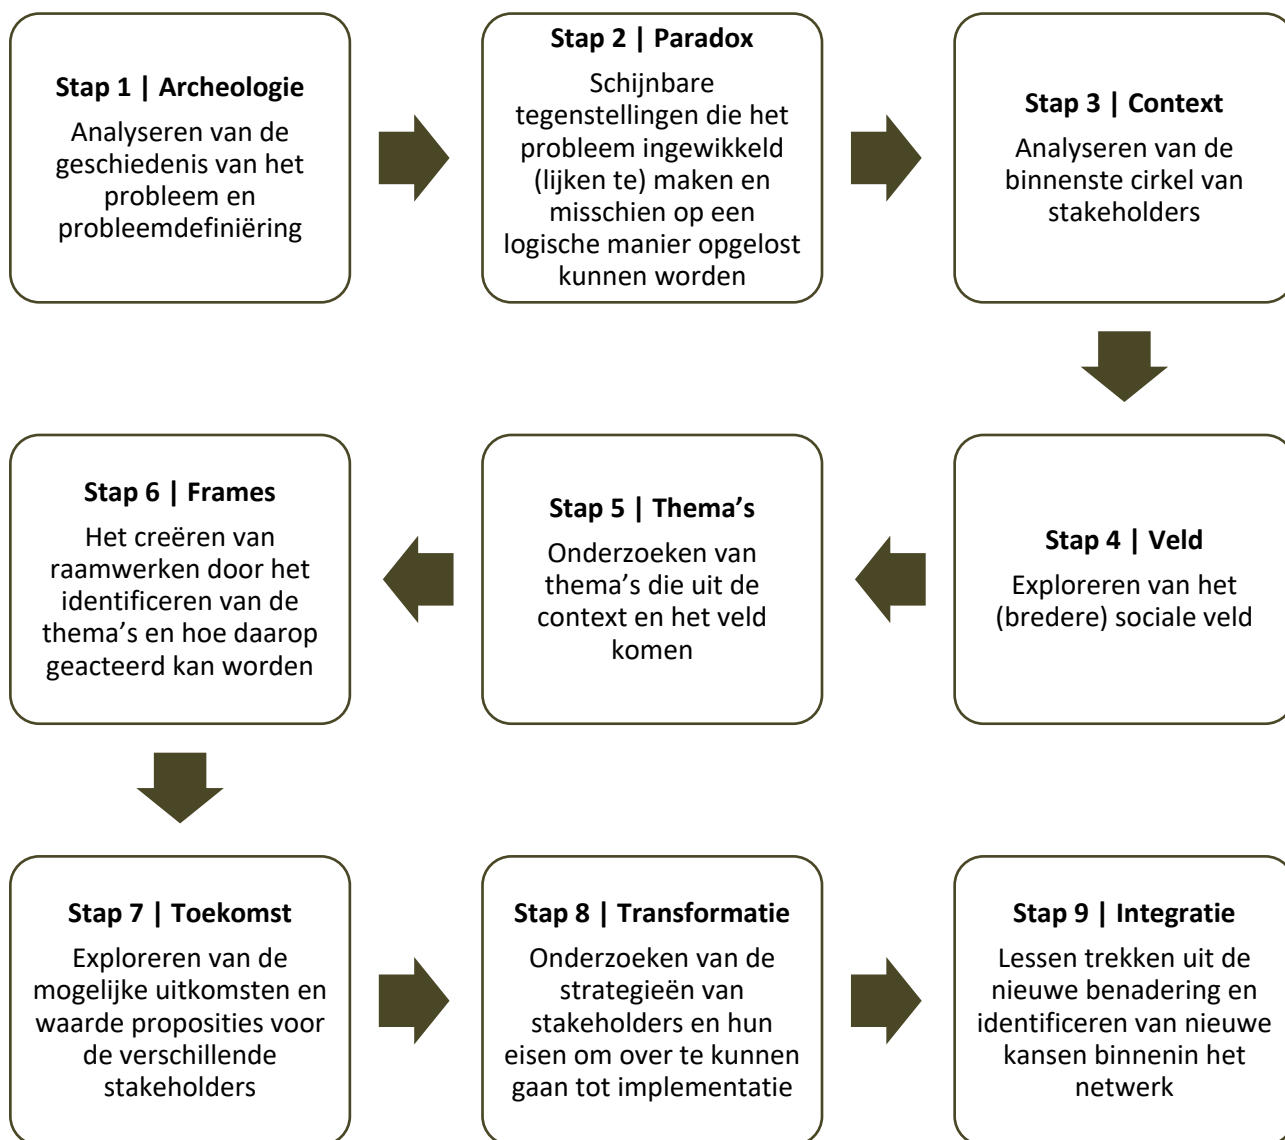 Stap 1 | Archeologie
Analyseren van de
geschiedenis van het
probleem en
probleemdefiniëring
Stap 2 | Paradox
Schijnbare
tegenstellingen die het
probleem ingewikkeld
(lijken te) maken en
misschien op een
logische manier opgelost
kunnen worden
Stap 3 | Context
Analyseren van de
binnenste cirkel van
stakeholders
Stap 4 | Veld
Exploreren van het
(bredere) sociale veld
Stap 5 | Thema’s
Onderzoeken van
thema’s die uit de
context en het veld
komen
Stap 6 | Frames
Het creëren van
raamwerken door het
identificeren van de
thema’s en hoe daarop
geacteerd kan worden
Stap 7 | Toekomst
Exploreren van de
mogelijke uitkomsten en
waarde proposities voor
de verschillende
stakeholders
Stap 8 | Transformatie
Onderzoeken van de
strategieën van
stakeholders en hun
eisen om over te kunnen
gaan tot implementatie
Stap 9 | Integratie
Lessen trekken uit de
nieuwe benadering en
identificeren van nieuwe
kansen binnenin het
netwerk